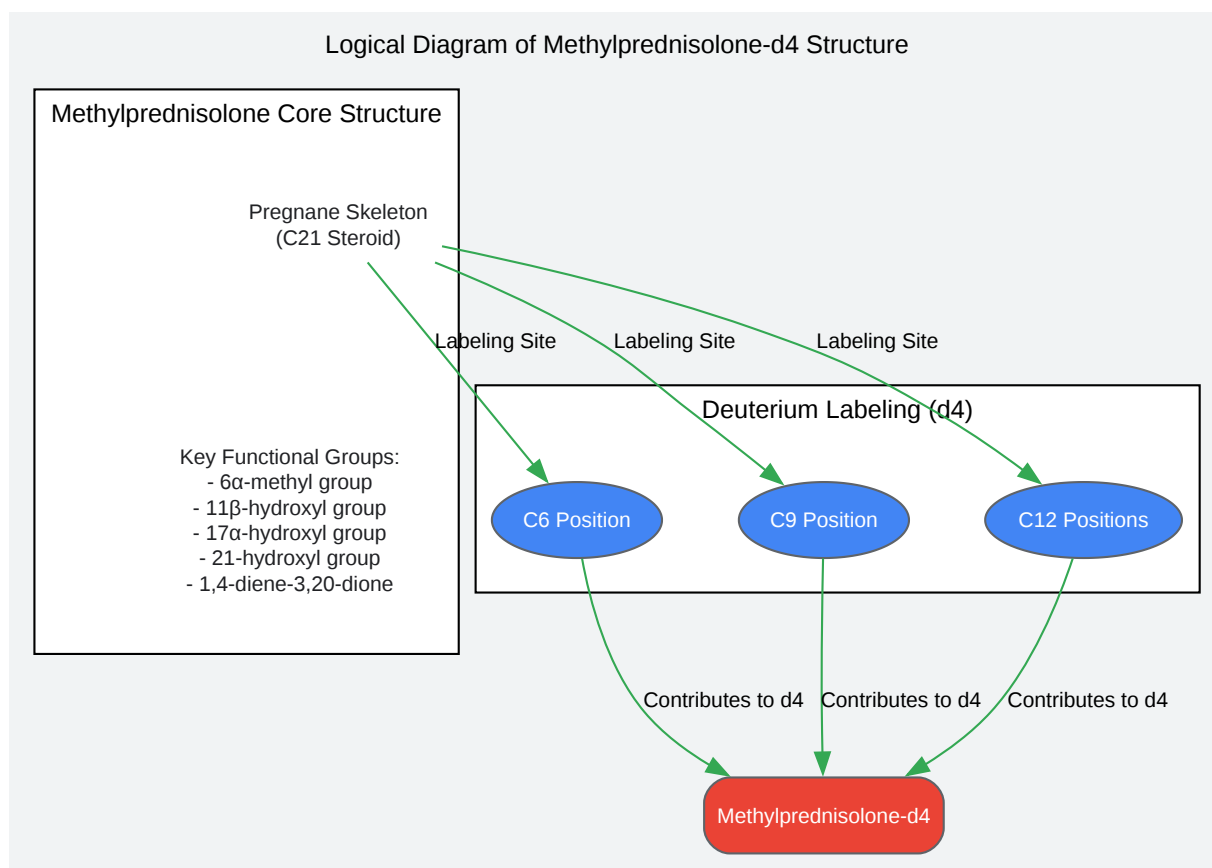 Logical Diagram of Methylprednisolone-d4 Structure
Methylprednisolone Core Structure
Pregnane Skeleton
(C21 Steroid)
Labeling Site
Labeling Site
Labeling Site
Deuterium Labeling (d4)
Key Functional Groups:
- 6α-methyl group
- 11β-hydroxyl group
- 17α-hydroxyl group
- 21-hydroxyl group
- 1,4-diene-3,20-dione
C6 Position
C9 Position
C12 Positions
Contributes to d4
Contributes to d4
Contributes to d4
Methylprednisolone-d4